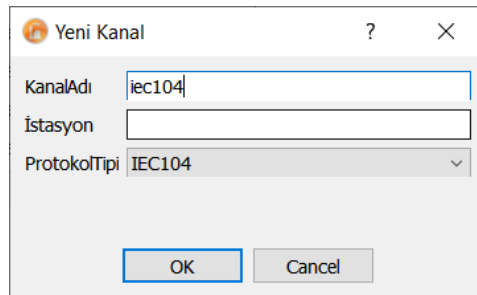 Yeni Kanal ?
KanalAdı iec104
İstasyon
ProtokolTipi IEC104
OK Cancel